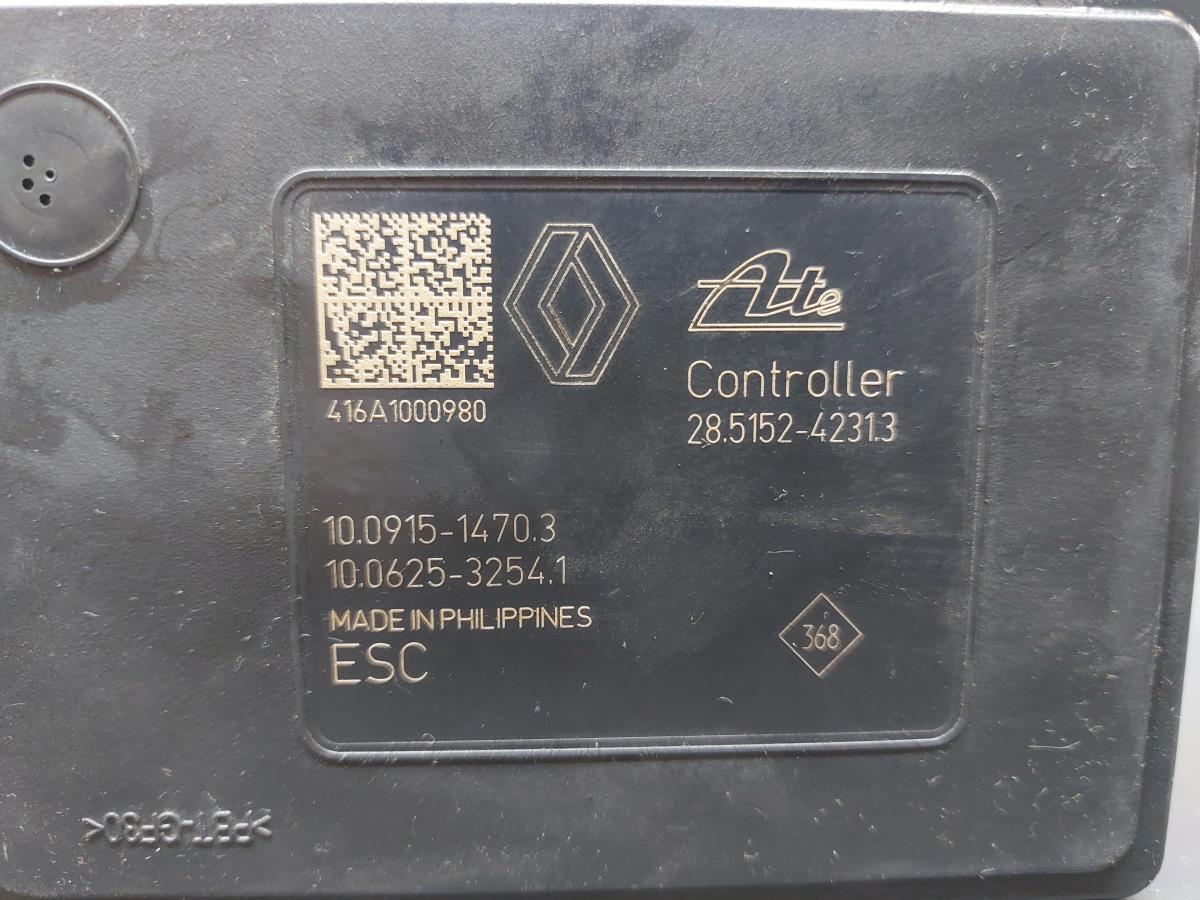 Ate
Controller
28.5152-4231.3
416A1000980
10.0915-1470.3
10.0625-3254.1
MADE IN PHILIPPINES
ESC
368
>PBT-GF30<